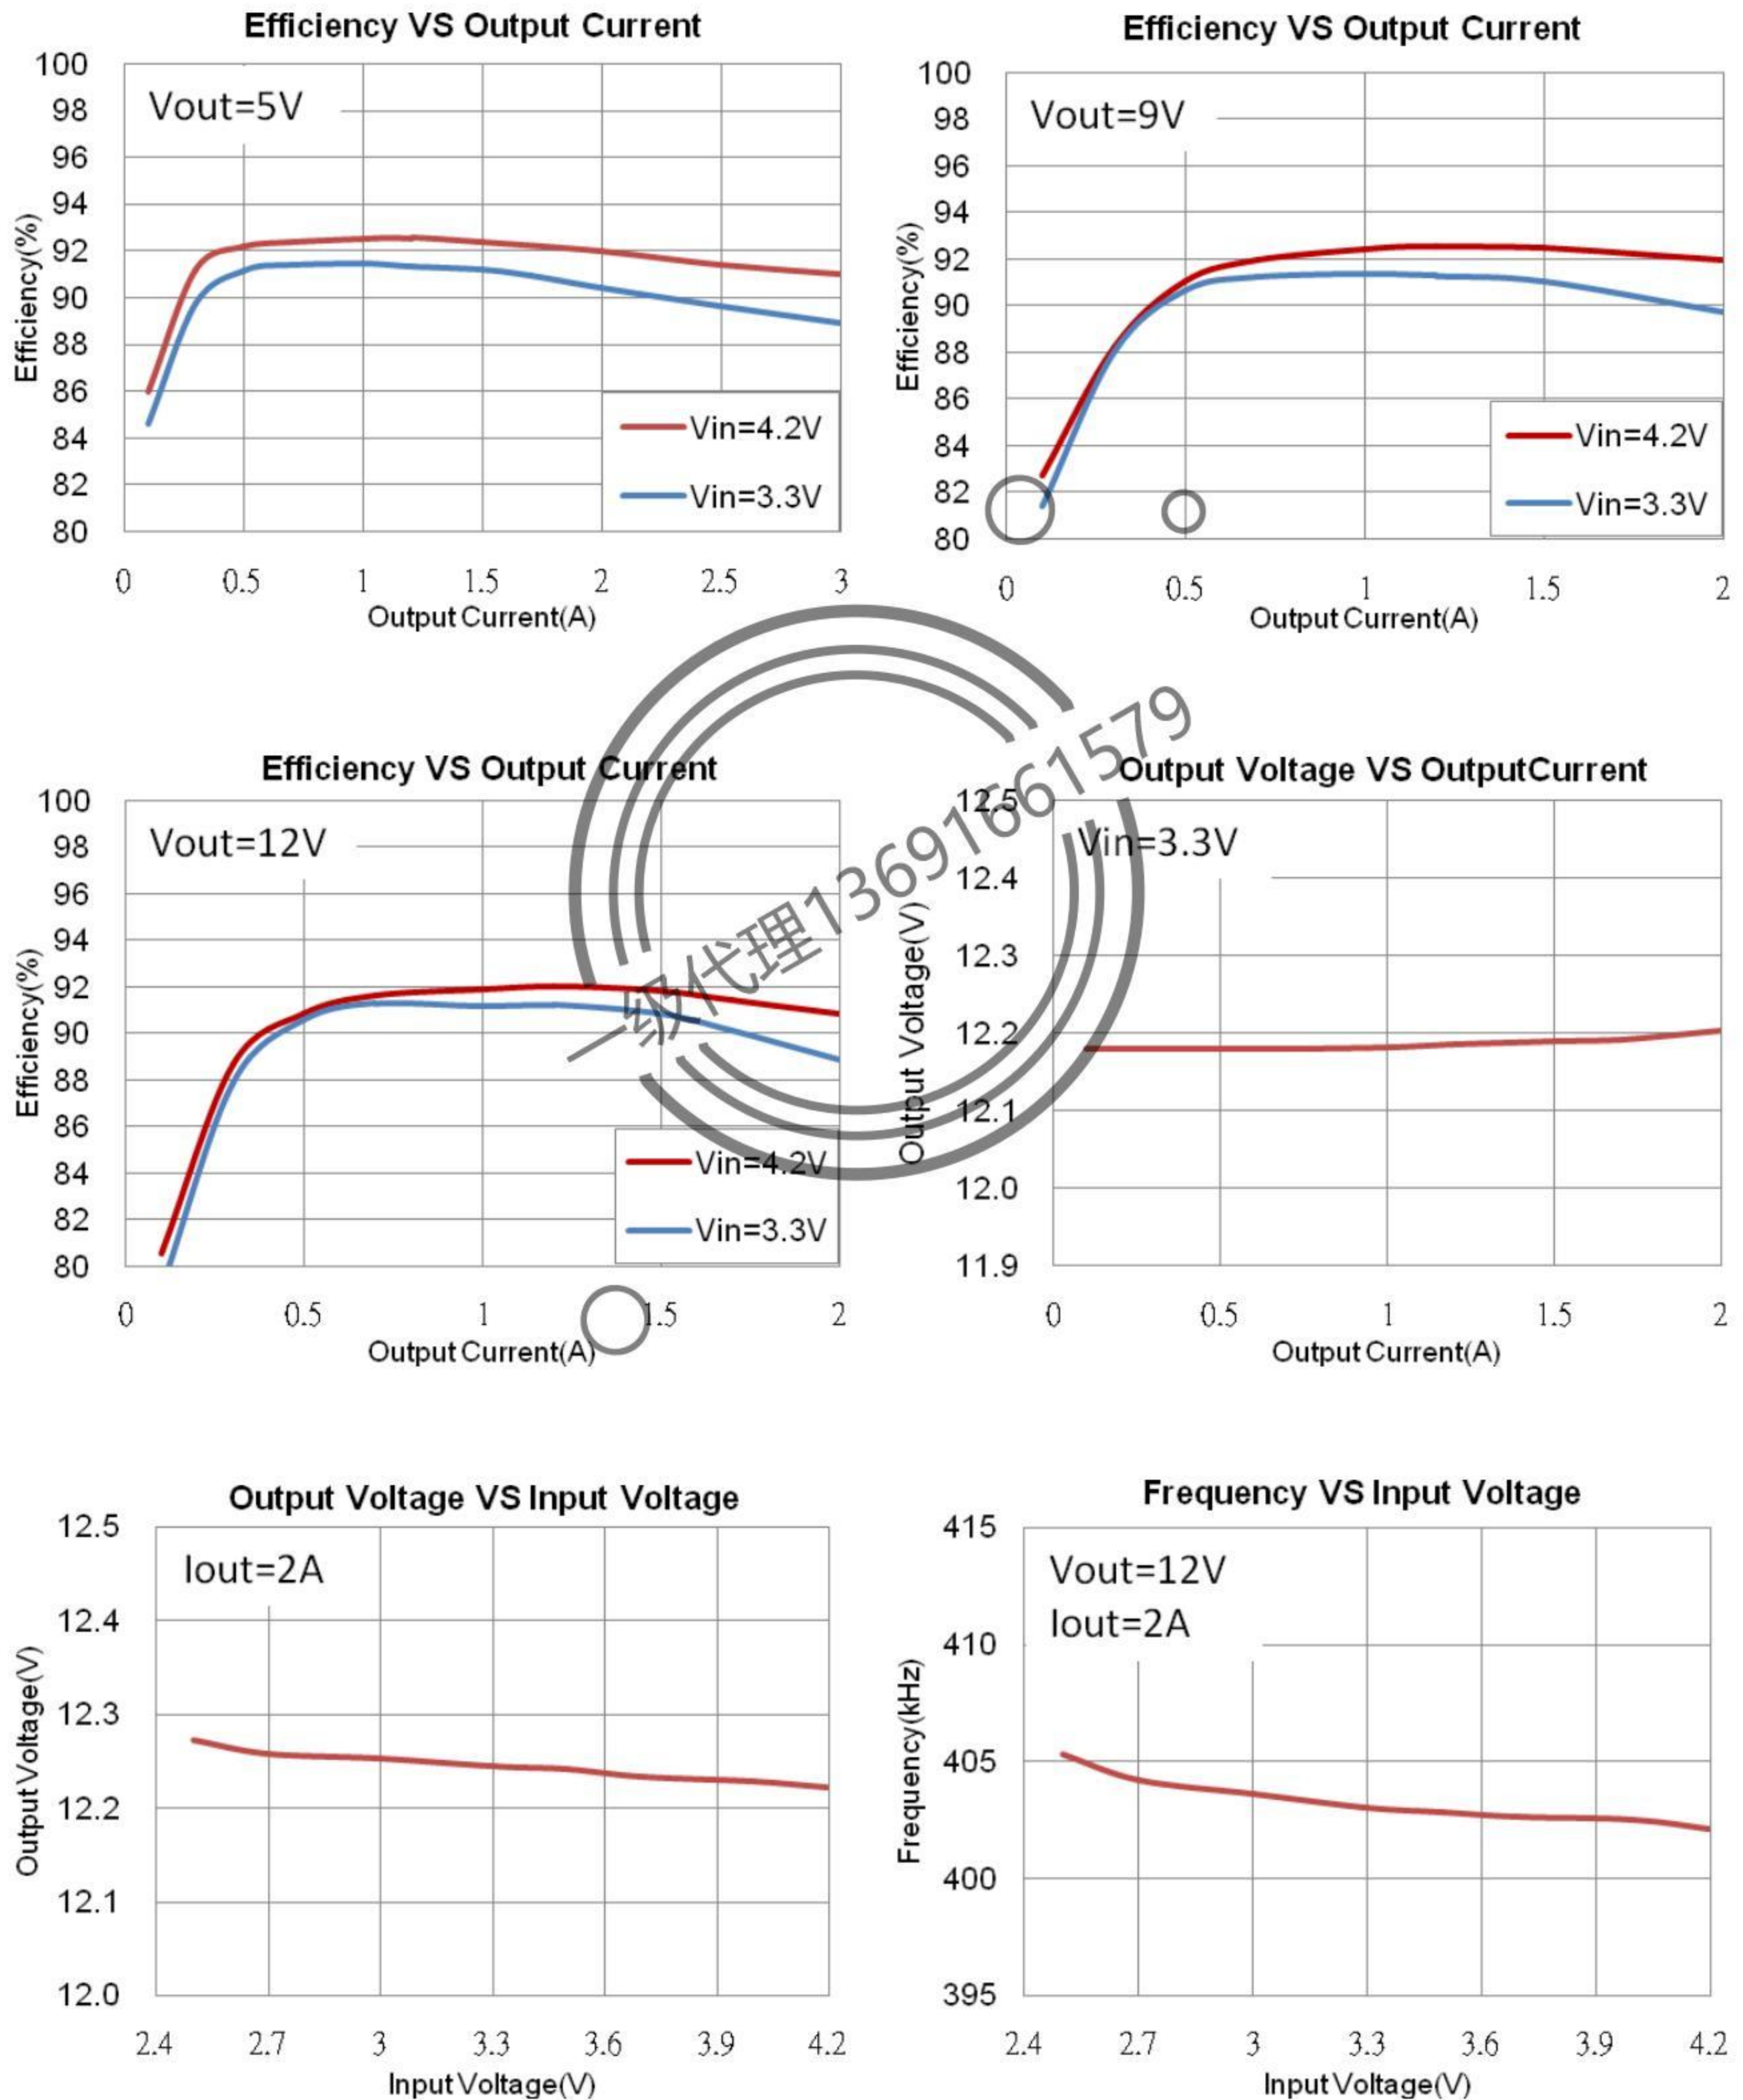 Efficiency VS Output Current
100
98
96
94
92
90
88
86
84
82
80
Vout=5V
Efficiency(%)
Vin=4.2V
Vin=3.3V
0 0.5 1 1.5 2 2.5 3
Output Current(A)
Efficiency VS Output Current
100
98
96
94
92
90
88
86
84
82
80
Vout=9V
Efficiency(%)
Vin=4.2V
Vin=3.3V
0 0.5 1 1.5 2
Output Current(A)
一级代理13691661579
Efficiency VS Output Current
100
98
96
94
92
90
88
86
84
82
80
Vout=12V
Efficiency(%)
Vin=4.2V
Vin=3.3V
0 0.5 1 1.5 2
Output Current(A)
Output Voltage VS OutputCurrent
12.5
12.4
12.3
12.2
12.1
12.0
11.9
Vin=3.3V
Output Voltage(V)
0 0.5 1 1.5 2
Output Current(A)
Output Voltage VS Input Voltage
12.5
12.4
12.3
12.2
12.1
12.0
Iout=2A
Output Voltage(V)
2.4 2.7 3 3.3 3.6 3.9 4.2
Input Voltage(V)
Frequency VS Input Voltage
415
410
405
400
395
Vout=12V
Iout=2A
Frequency(kHz)
2.4 2.7 3 3.3 3.6 3.9 4.2
Input Voltage(V)